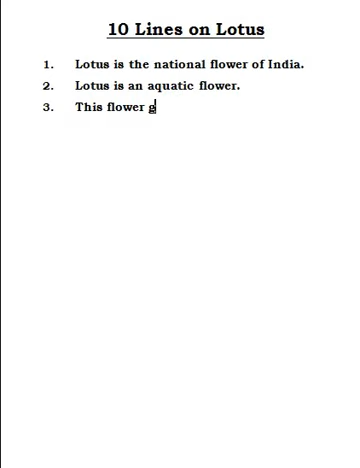 10 Lines on Lotus
1. Lotus is the national flower of India.
2. Lotus is an aquatic flower.
3. This flower g